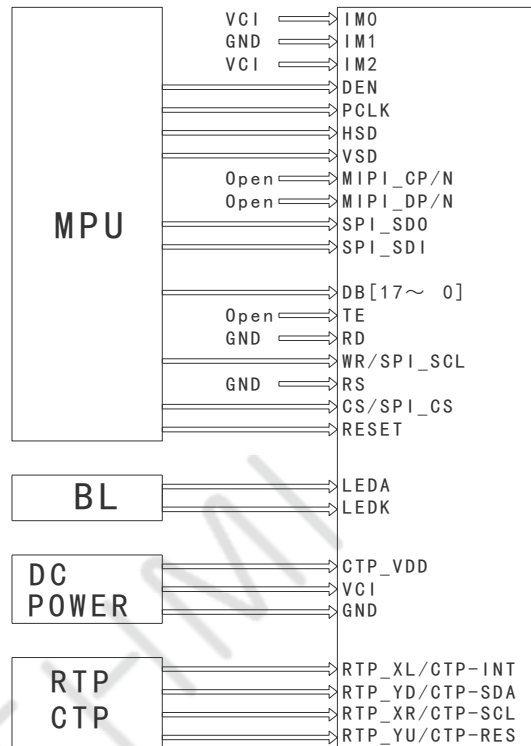 VCI IM0
GND IM1
VCI IM2
DEN
PCLK
HSD
VSD
Open MIPI_CP/N
Open MIPI_DP/N
MPU
SPI_SDO
SPI_SDI
DB[17～ 0]
Open TE
GND RD
WR/SPI_SCL
GND RS
CS/SPI_CS
RESET
BL
LEDA
LEDK
DC
POWER
CTP_VDD
VCI
GND
RTP
CTP
RTP_XL/CTP-INT
RTP_YD/CTP-SDA
RTP_XR/CTP-SCL
RTP_YU/CTP-RES